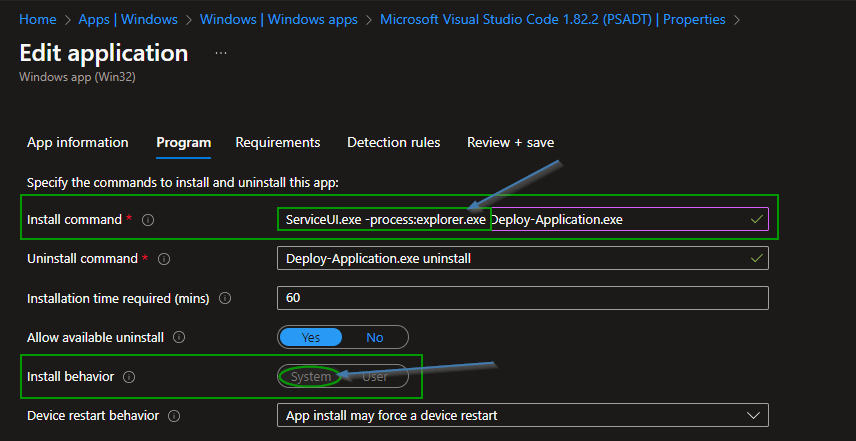 Home > Apps | Windows > Windows | Windows apps > Microsoft Visual Studio Code 1.82.2 (PSADT) | Properties >
Edit application ...
Windows app (Win32)
App information Program Requirements Detection rules Review + save
Specify the commands to install and uninstall this app:
Install command * ServiceUI.exe -process:explorer.exe Deploy-Application.exe
Uninstall command * Deploy-Application.exe uninstall
Installation time required (mins) 60
Allow available uninstall Yes No
Install behavior System User
Device restart behavior App install may force a device restart